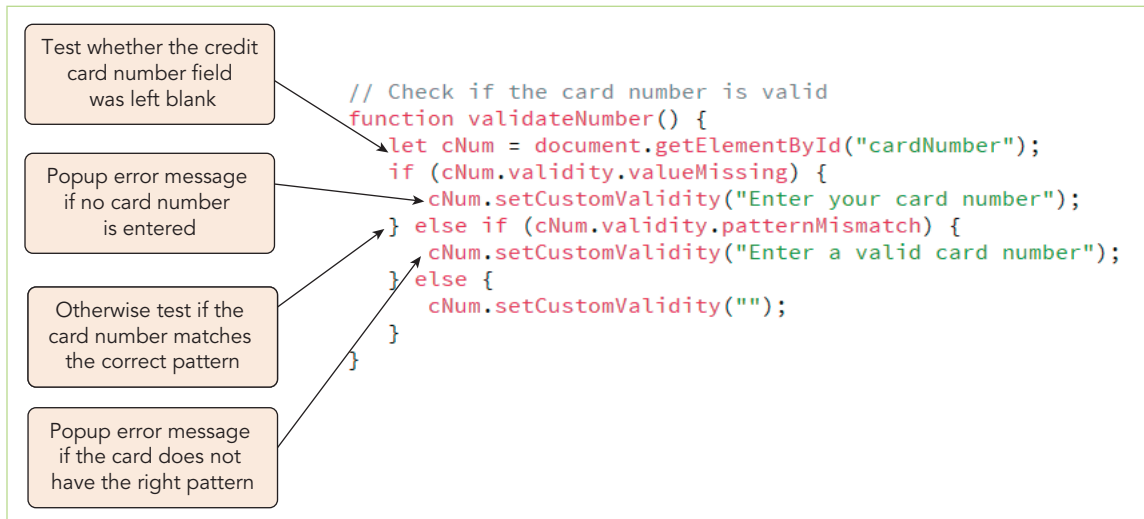 Test whether the credit
card number field
was left blank
Popup error message
if no card number
is entered
Otherwise test if the
card number matches
the correct pattern
Popup error message
if the card does not
have the right pattern
// Check if the card number is valid
function validateNumber() {
   let cNum = document.getElementById("cardNumber");
   if (cNum.validity.valueMissing) {
      cNum.setCustomValidity("Enter your card number");
   } else if (cNum.validity.patternMismatch) {
      cNum.setCustomValidity("Enter a valid card number");
   } else {
      cNum.setCustomValidity("");
   }
}